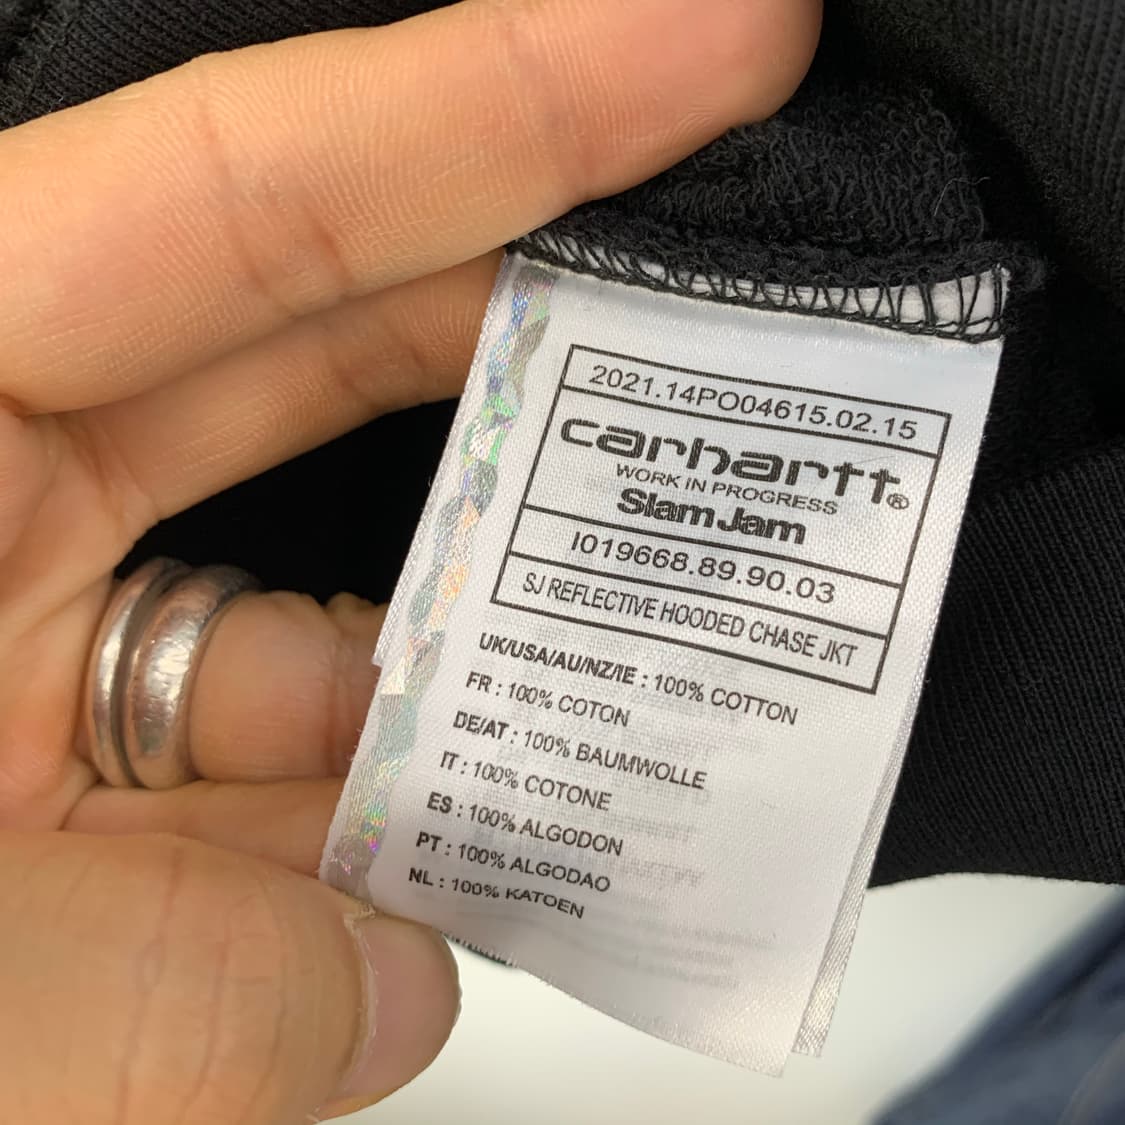 2021.14PO04615.02.15
carhartt®
WORK IN PROGRESS
Slam Jam
I019668.89.90.03
SJ REFLECTIVE HOODED CHASE JKT
UK/USA/AU/NZ/IE : 100% COTTON
FR : 100% COTON
DE/AT : 100% BAUMWOLLE
IT : 100% COTONE
ES : 100% ALGODON
PT : 100% ALGODAO
NL : 100% KATOEN